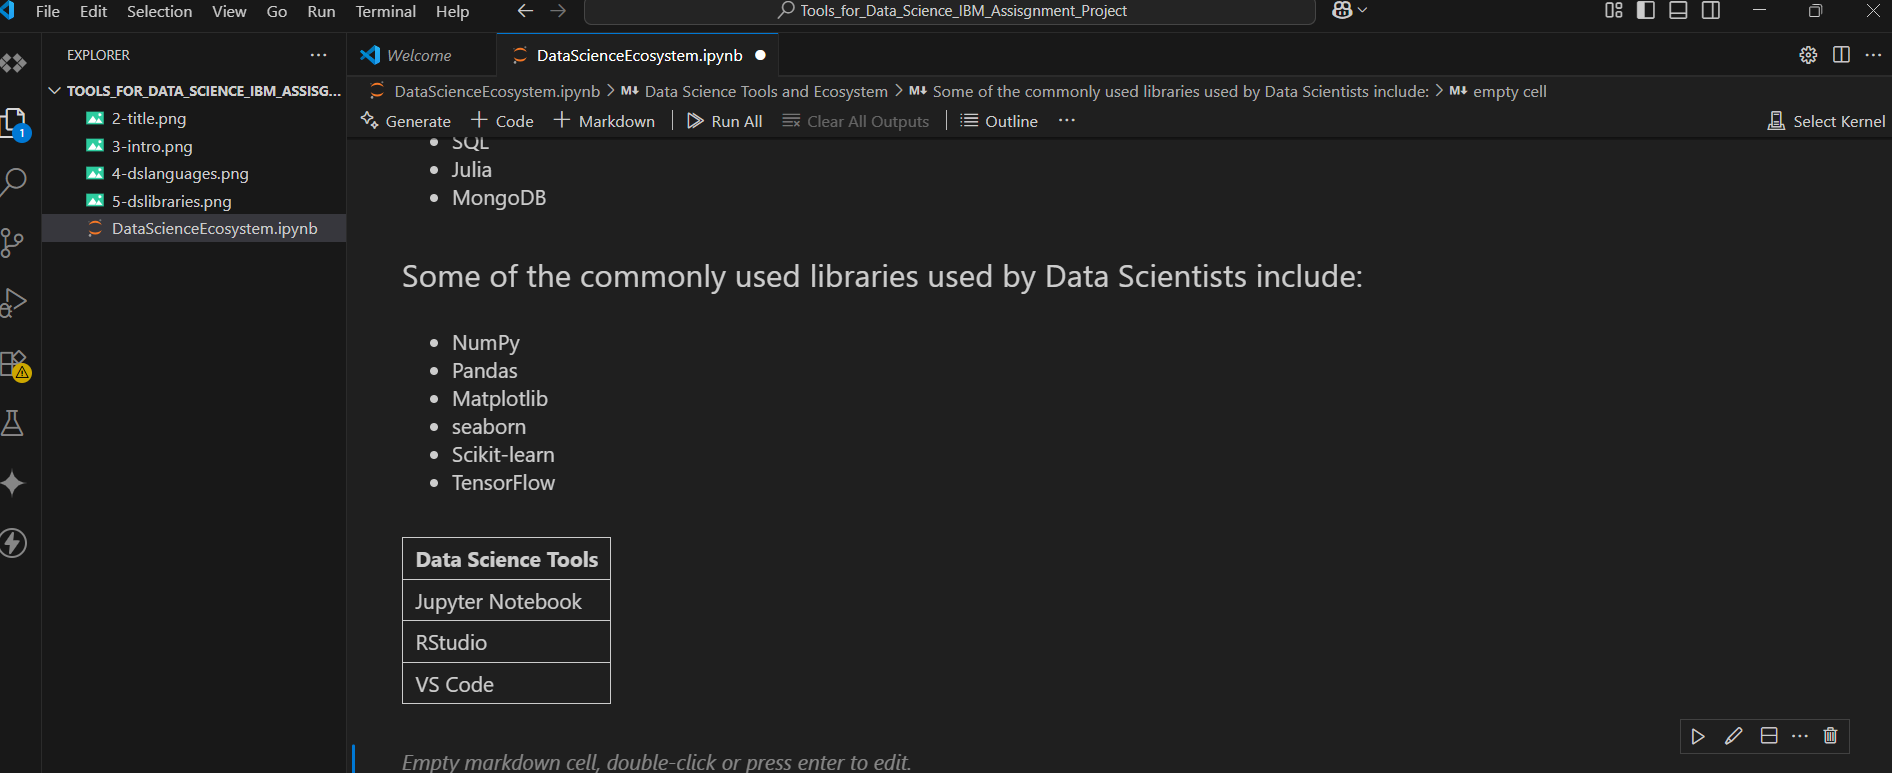 File Edit Selection View Go Run Terminal Help
Tools_for_Data_Science_IBM_Assisgnment_Project
EXPLORER
Welcome
DataScienceEcosystem.ipynb
TOOLS_FOR_DATA_SCIENCE_IBM_ASSISG...
DataScienceEcosystem.ipynb > M↓ Data Science Tools and Ecosystem > M↓ Some of the commonly used libraries used by Data Scientists include: > M↓ empty cell
2-title.png
3-intro.png
4-dslanguages.png
5-dslibraries.png
DataScienceEcosystem.ipynb
1
Generate + Code + Markdown Run All Clear All Outputs Outline ... Select Kernel
SQL
Julia
MongoDB
Some of the commonly used libraries used by Data Scientists include:
NumPy
Pandas
Matplotlib
seaborn
Scikit-learn
TensorFlow
Data Science Tools
Jupyter Notebook
RStudio
VS Code
Empty markdown cell, double-click or press enter to edit.